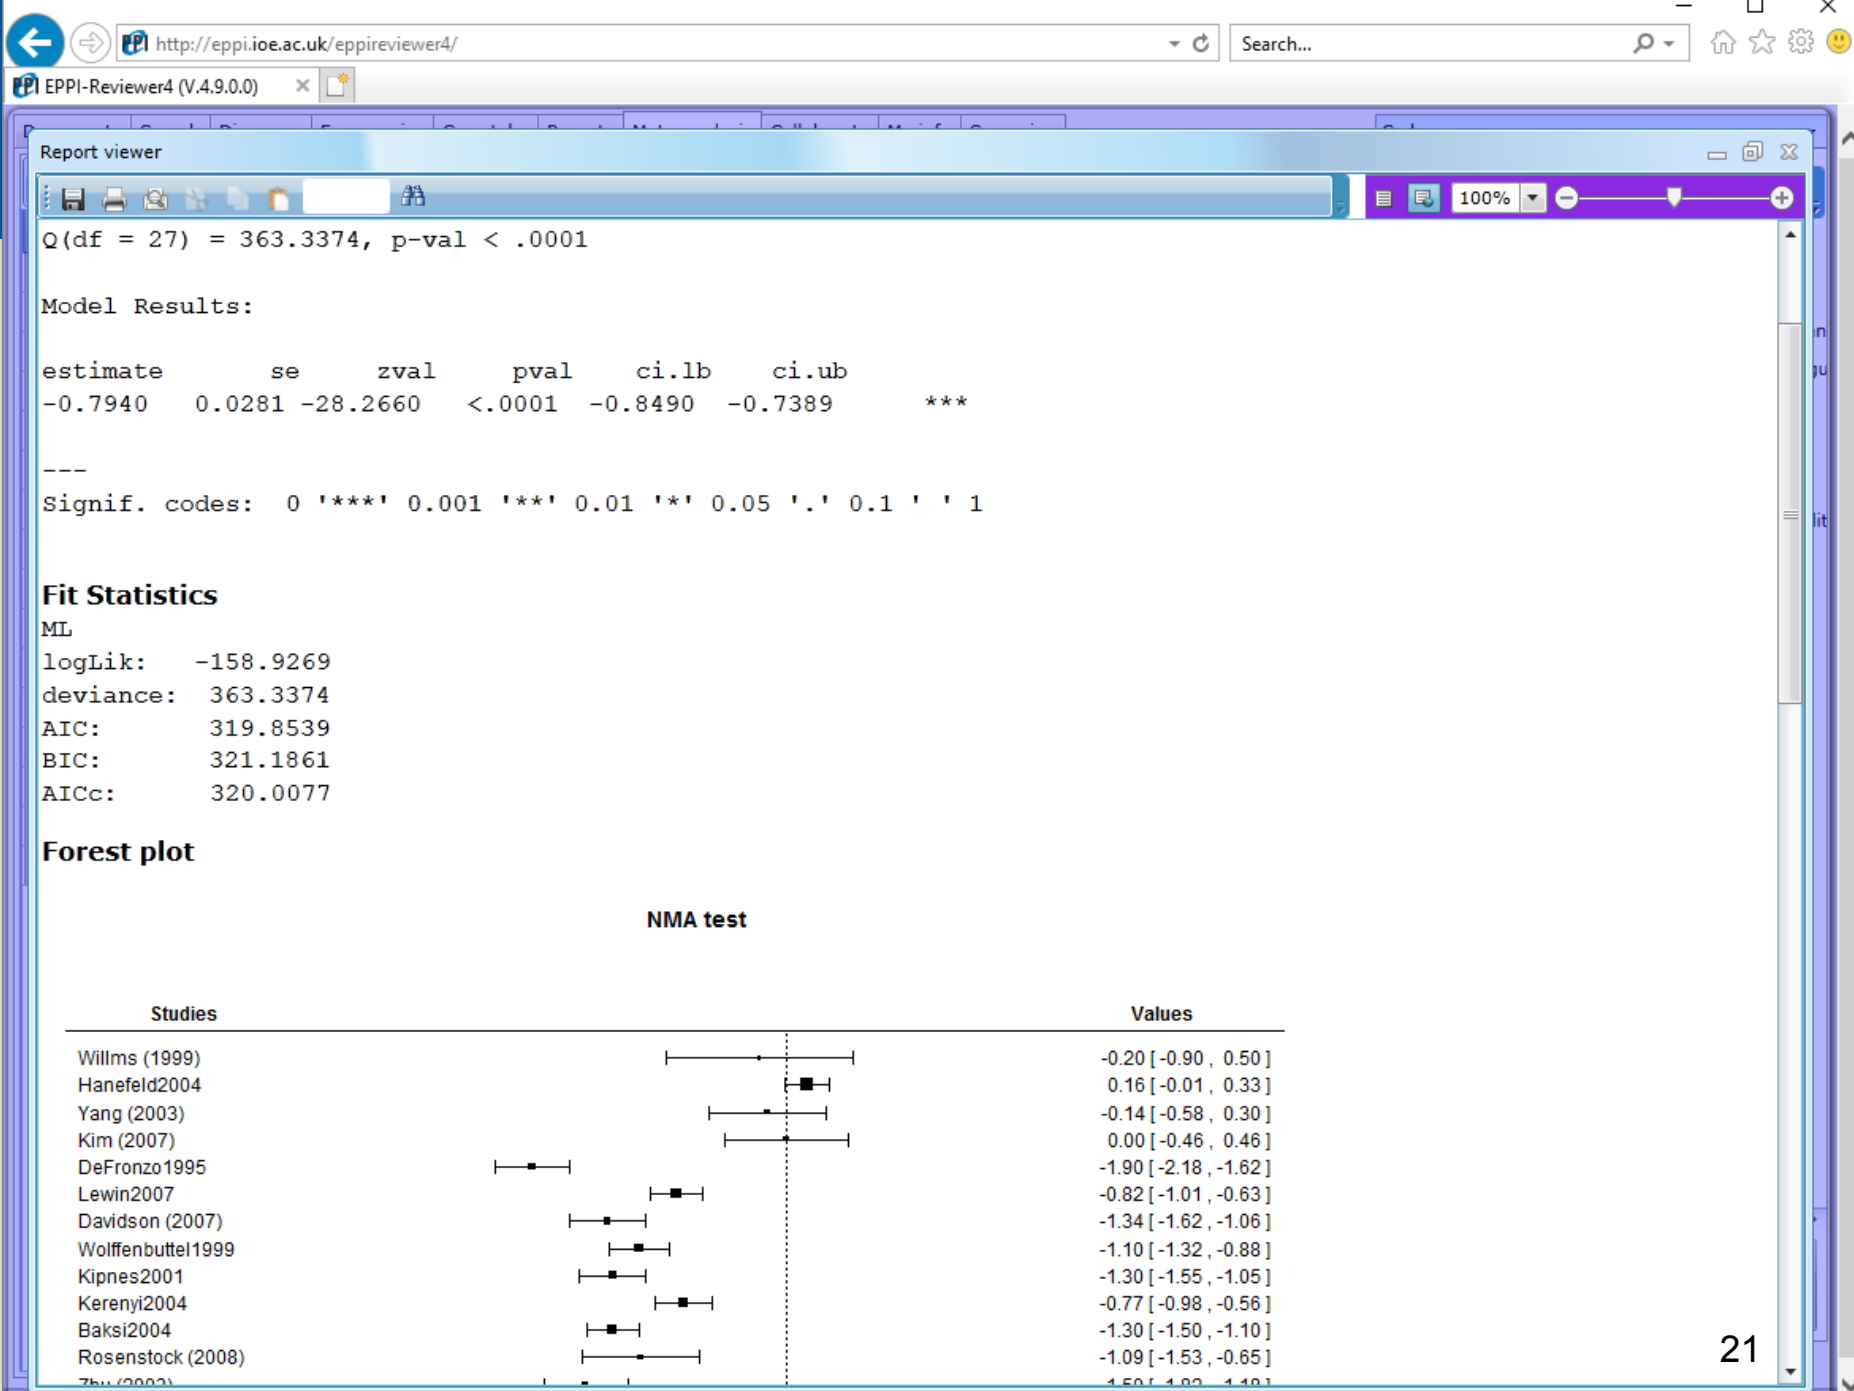 http://eppi.ioe.ac.uk/eppireviewer4/
Search...
EPPI-Reviewer4 (V.4.9.0.0)
Report viewer
100%
Q(df = 27) = 363.3374, p-val < .0001
Model Results:
estimate se zval pval ci.lb ci.ub
-0.7940 0.0281 -28.2660 <.0001 -0.8490 -0.7389 ***
---
Signif. codes: 0 '***' 0.001 '**' 0.01 '*' 0.05 '.' 0.1 ' ' 1
Fit Statistics
ML
logLik: -158.9269
deviance: 363.3374
AIC: 319.8539
BIC: 321.1861
AICc: 320.0077
Forest plot
NMA test
Studies Values
Willms (1999) -0.20 [ -0.90 , 0.50 ]
Hanefeld2004 0.16 [ -0.01 , 0.33 ]
Yang (2003) -0.14 [ -0.58 , 0.30 ]
Kim (2007) 0.00 [ -0.46 , 0.46 ]
DeFronzo1995 -1.90 [ -2.18 , -1.62 ]
Lewin2007 -0.82 [ -1.01 , -0.63 ]
Davidson (2007) -1.34 [ -1.62 , -1.06 ]
Wolffenbuttel1999 -1.10 [ -1.32 , -0.88 ]
Kipnes2001 -1.30 [ -1.55 , -1.05 ]
Kerenyi2004 -0.77 [ -0.98 , -0.56 ]
Baksi2004 -1.30 [ -1.50 , -1.10 ]
Rosenstock (2008) -1.09 [ -1.53 , -0.65 ]
21